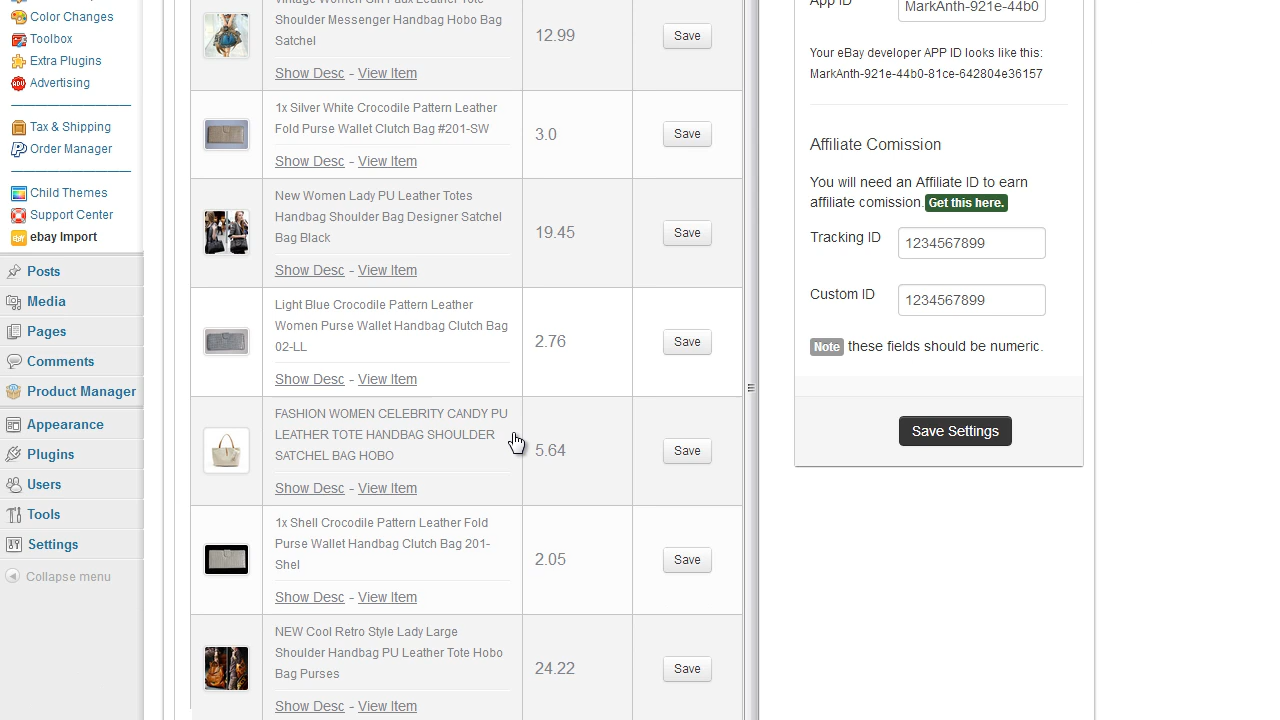 Color Changes
Toolbox
Extra Plugins
Advertising
Tax & Shipping
Order Manager
Child Themes
Support Center
ebay Import
Posts
Media
Pages
Comments
Product Manager
Appearance
Plugins
Users
Tools
Settings
Collapse menu
Vintage Women Girl Faux Leather Tote
Shoulder Messenger Handbag Hobo Bag
Satchel
Show Desc - View Item
12.99
Save
1x Silver White Crocodile Pattern Leather
Fold Purse Wallet Clutch Bag #201-SW
Show Desc - View Item
3.0
Save
New Women Lady PU Leather Totes
Handbag Shoulder Bag Designer Satchel
Bag Black
Show Desc - View Item
19.45
Save
Light Blue Crocodile Pattern Leather
Women Purse Wallet Handbag Clutch Bag
02-LL
Show Desc - View Item
2.76
Save
FASHION WOMEN CELEBRITY CANDY PU
LEATHER TOTE HANDBAG SHOULDER
SATCHEL BAG HOBO
Show Desc - View Item
5.64
Save
1x Shell Crocodile Pattern Leather Fold
Purse Wallet Handbag Clutch Bag 201-
Shel
Show Desc - View Item
2.05
Save
NEW Cool Retro Style Lady Large
Shoulder Handbag PU Leather Tote Hobo
Bag Purses
Show Desc - View Item
24.22
Save
App ID
MarkAnth-921e-44b0
Your eBay developer APP ID looks like this:
MarkAnth-921e-44b0-81ce-642804e36157
Affiliate Comission
You will need an Affiliate ID to earn
affiliate comission. Get this here.
Tracking ID 1234567899
Custom ID 1234567899
Note these fields should be numeric.
Save Settings